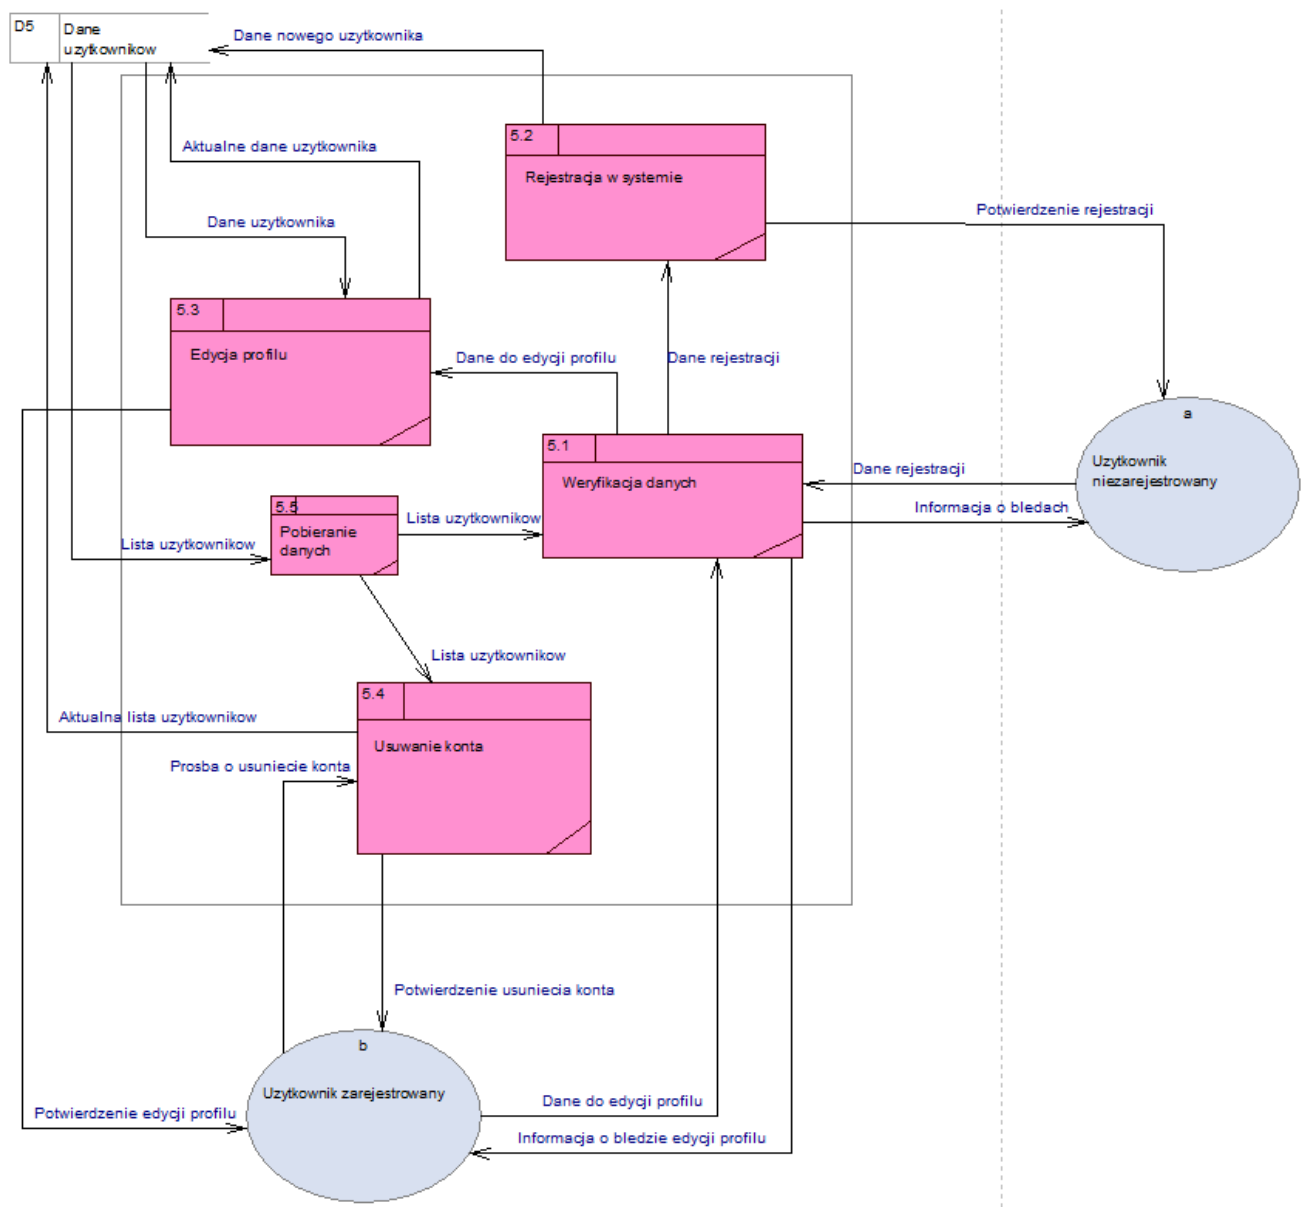 D5
Dane
uzytkownikow
Dane nowego uzytkownika
5.2
Rejestracja w systemie
Aktualne dane uzytkownika
Potwierdzenie rejestracji
Dane uzytkownika
5.3
Edycja profilu
Dane do edycji profilu
Dane rejestracji
a
Uzytkownik
niezarejestrowany
5.1
Weryfikacja danych
Dane rejestracji
Informacja o bledach
5.5
Pobieranie
danych
Lista uzytkownikow
Lista uzytkownikow
Lista uzytkownikow
5.4
Usuwanie konta
Aktualna lista uzytkownikow
Prosba o usuniecie konta
Potwierdzenie usuniecia konta
b
Uzytkownik zarejestrowany
Potwierdzenie edycji profilu
Dane do edycji profilu
Informacja o bledzie edycji profilu